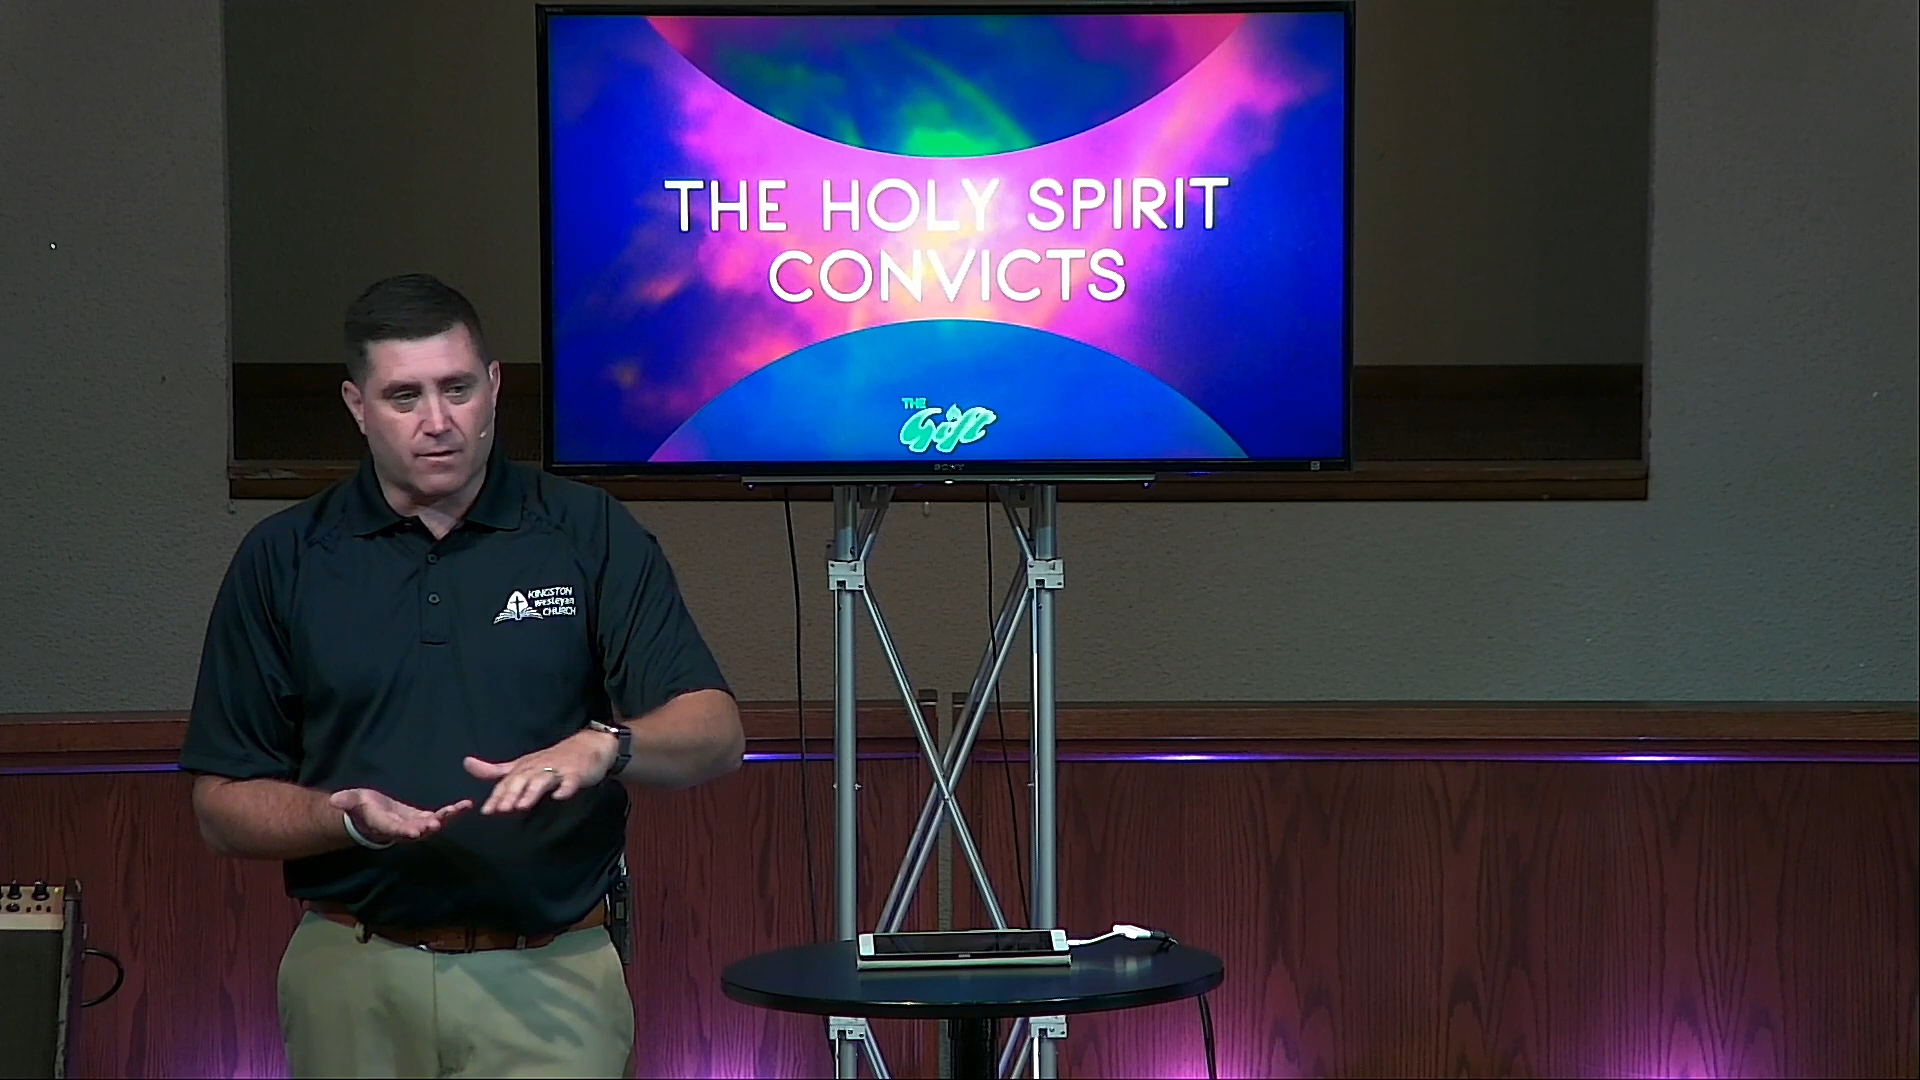 THE HOLY SPIRIT
CONVICTS
THE
Gift
SONY
KINGSTON
Wesleyan
CHURCH